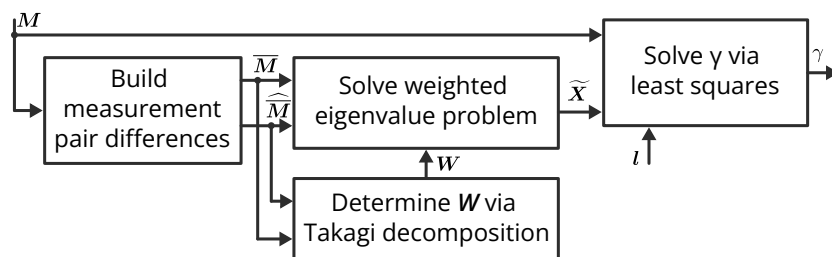 M
Build
measurement
pair differences
M̅
M̅̂
Solve weighted
eigenvalue problem
X̃
Solve γ via
least squares
γ
l
W
Determine W via
Takagi decomposition